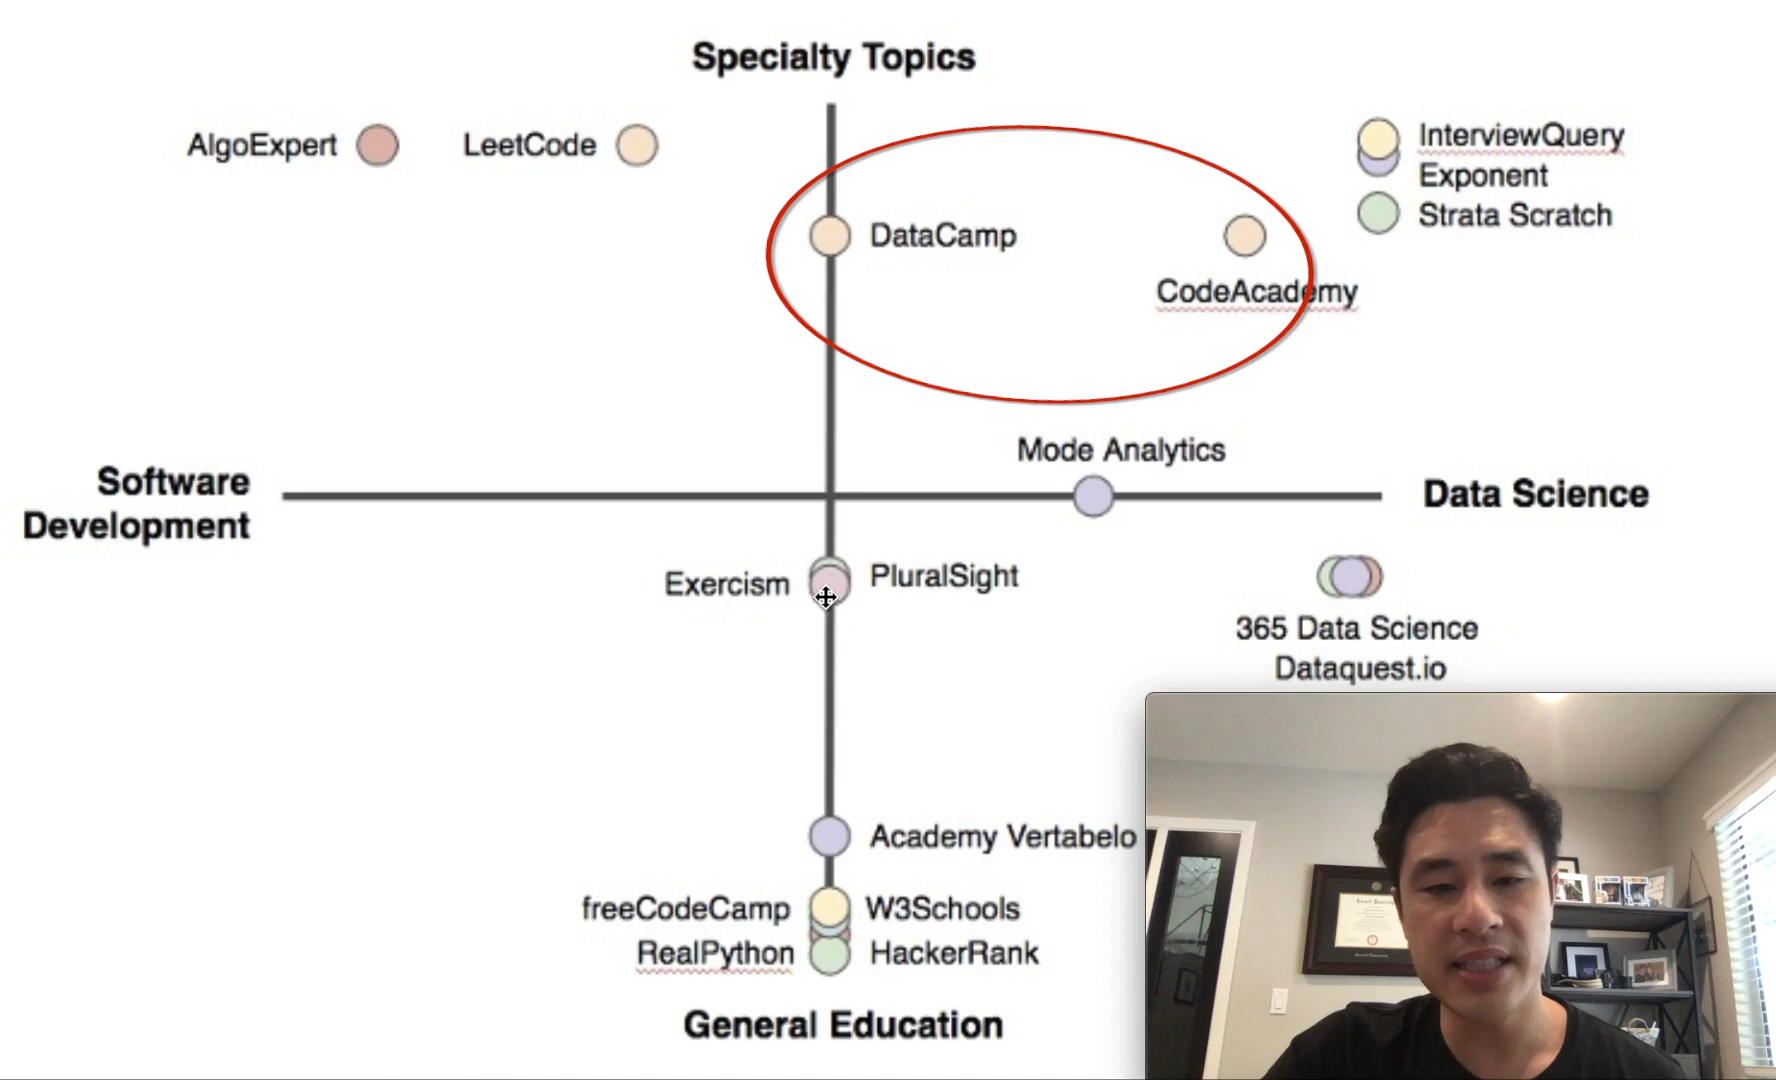 Specialty Topics
AlgoExpert
LeetCode
InterviewQuery
Exponent
Strata Scratch
DataCamp
CodeAcademy
Mode Analytics
Software
Development
Data Science
Exercism
PluralSight
365 Data Science
Dataquest.io
Academy Vertabelo
freeCodeCamp
W3Schools
RealPython
HackerRank
General Education